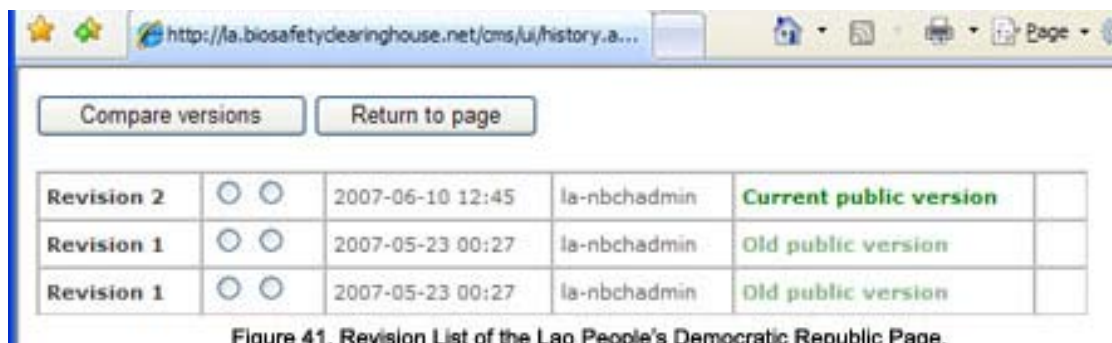 http://la.biosafetyclearinghouse.net/cms/ui/history.a... Page
Compare versions Return to page
Revision 2 2007-06-10 12:45 la-nbchadmin Current public version
Revision 1 2007-05-23 00:27 la-nbchadmin Old public version
Revision 1 2007-05-23 00:27 la-nbchadmin Old public version
Figure 41. Revision List of the Lao People's Democratic Republic Page.